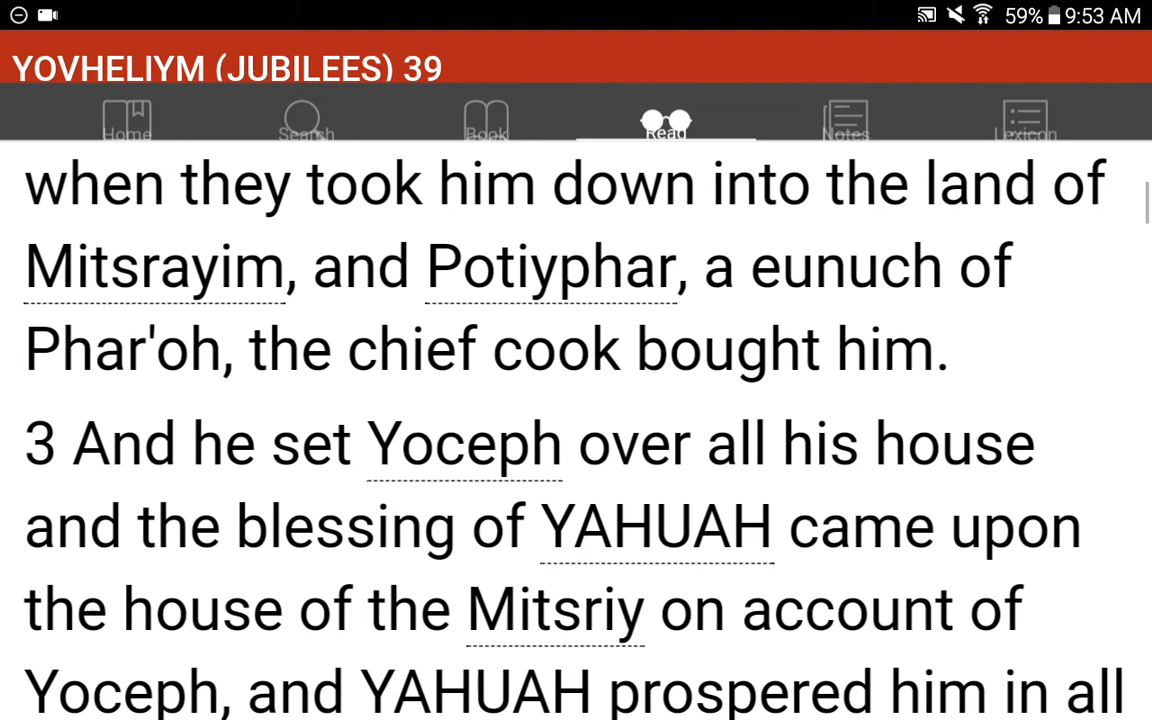 59% 9:53 AM
YOVHELIYM (JUBILEES) 39
Home Search Book Read Notes Lexicon
when they took him down into the land of
Mitsrayim, and Potiyphar, a eunuch of
Phar'oh, the chief cook bought him.
3 And he set Yoceph over all his house
and the blessing of YAHUAH came upon
the house of the Mitsriy on account of
Yoceph, and YAHUAH prospered him in all